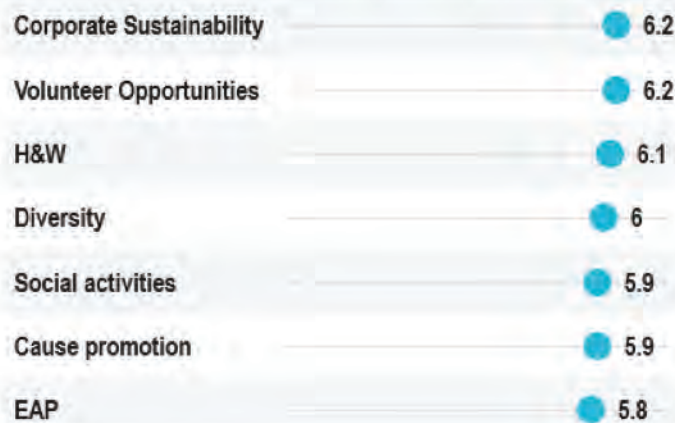 Corporate Sustainability 6.2
Volunteer Opportunities 6.2
H&W 6.1
Diversity 6
Social activities 5.9
Cause promotion 5.9
EAP 5.8